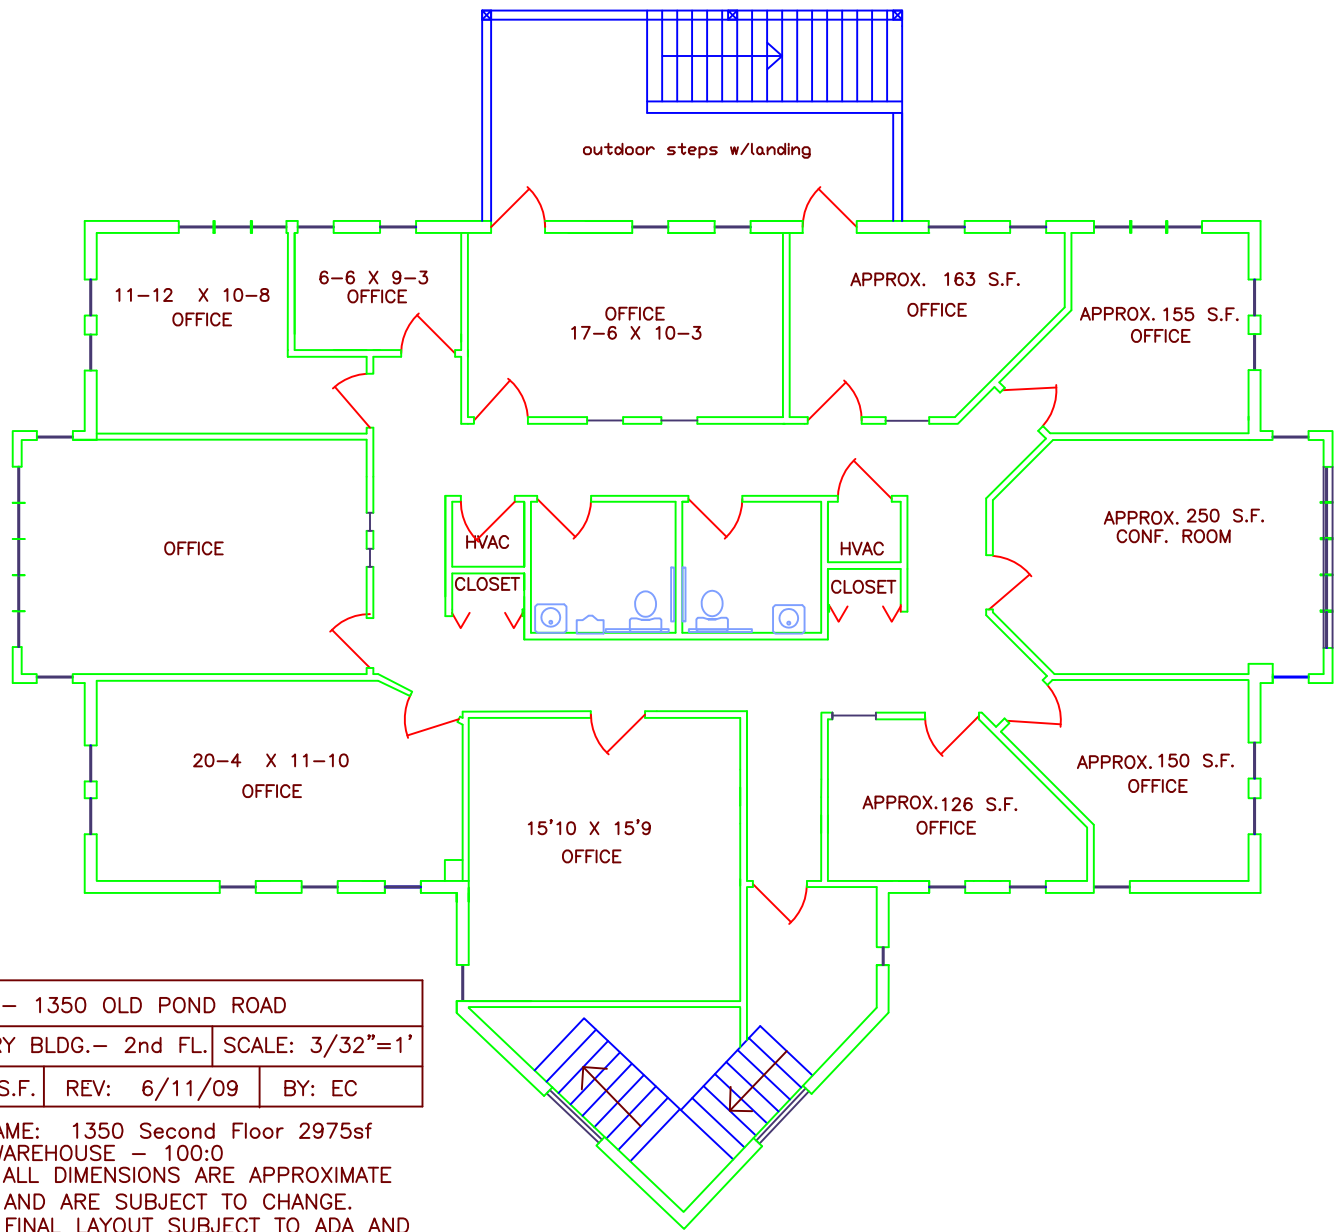 outdoor steps w/landing
11-12 X 10-8
OFFICE
6-6 X 9-3
OFFICE
OFFICE
17-6 X 10-3
APPROX. 163 S.F.
OFFICE
APPROX. 155 S.F.
OFFICE
OFFICE
HVAC
CLOSET
HVAC
CLOSET
APPROX. 250 S.F.
CONF. ROOM
20-4 X 11-10
OFFICE
15'10 X 15'9
OFFICE
APPROX. 126 S.F.
OFFICE
APPROX. 150 S.F.
OFFICE
- 1350 OLD POND ROAD
RY BLDG.- 2nd FL. SCALE: 3/32"=1'
S.F. REV: 6/11/09 BY: EC
AME: 1350 Second Floor 2975sf
WAREHOUSE - 100:0
ALL DIMENSIONS ARE APPROXIMATE
AND ARE SUBJECT TO CHANGE.
FINAL LAYOUT SUBJECT TO ADA AND